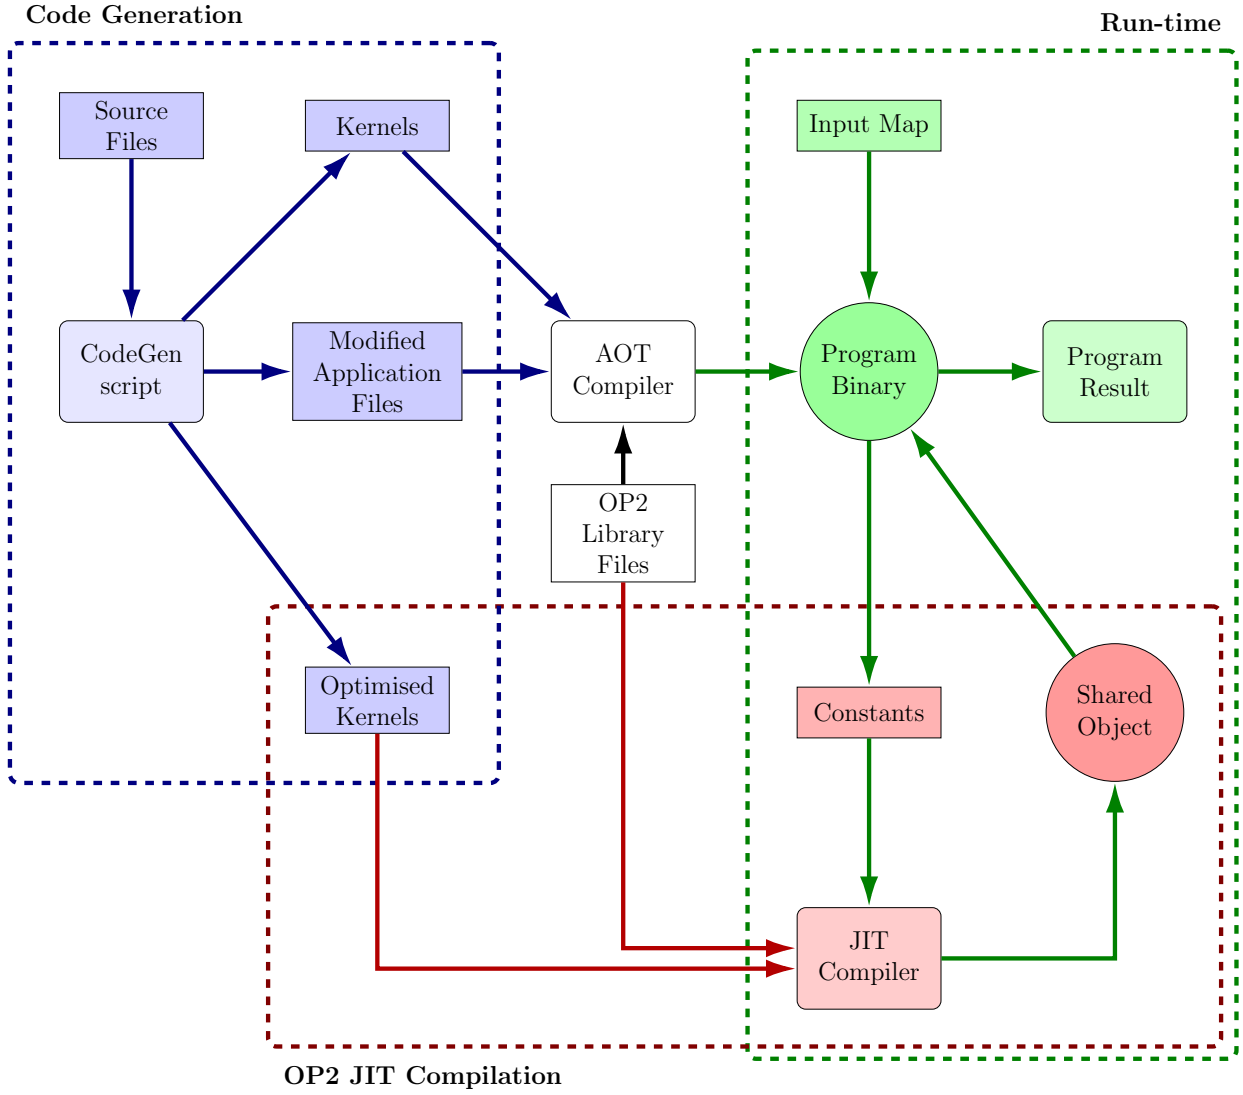 Code Generation
Run-time
Source
Files
Kernels
Input Map
CodeGen
script
Modified
Application
Files
AOT
Compiler
Program
Binary
Program
Result
OP2
Library
Files
Optimised
Kernels
Constants
Shared
Object
JIT
Compiler
OP2 JIT Compilation